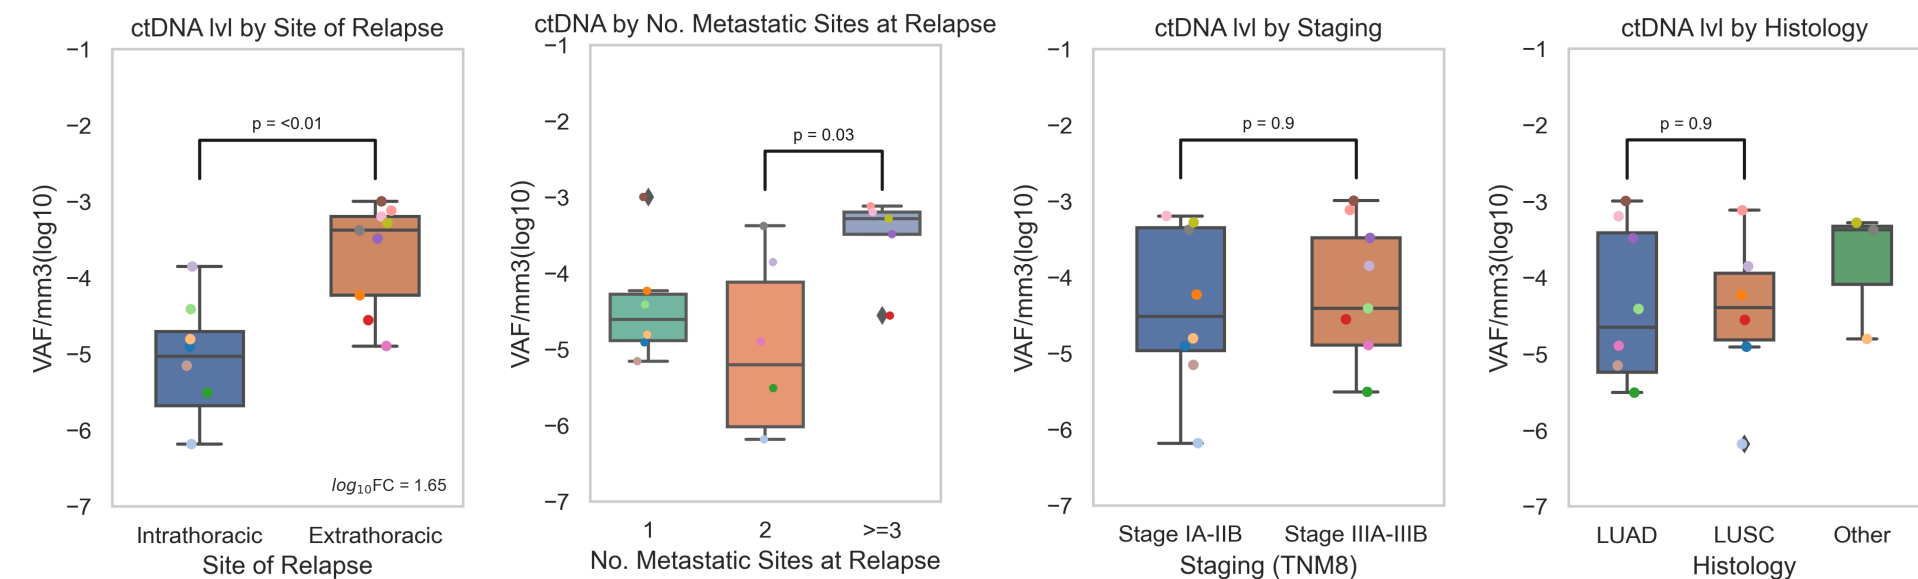 ctDNA lvl by Site of Relapse
−1
−2
−3
−4
−5
−6
−7
VAF/mm3(log10)
p = <0.01
log10FC = 1.65
Intrathoracic
Extrathoracic
Site of Relapse
ctDNA by No. Metastatic Sites at Relapse
−1
−2
−3
−4
−5
−6
−7
VAF/mm3(log10)
p = 0.03
1
2
>=3
No. Metastatic Sites at Relapse
ctDNA lvl by Staging
−1
−2
−3
−4
−5
−6
−7
VAF/mm3(log10)
p = 0.9
Stage IA-IIB
Stage IIIA-IIIB
Staging (TNM8)
ctDNA lvl by Histology
−1
−2
−3
−4
−5
−6
−7
VAF/mm3(log10)
p = 0.9
LUAD
LUSC
Other
Histology